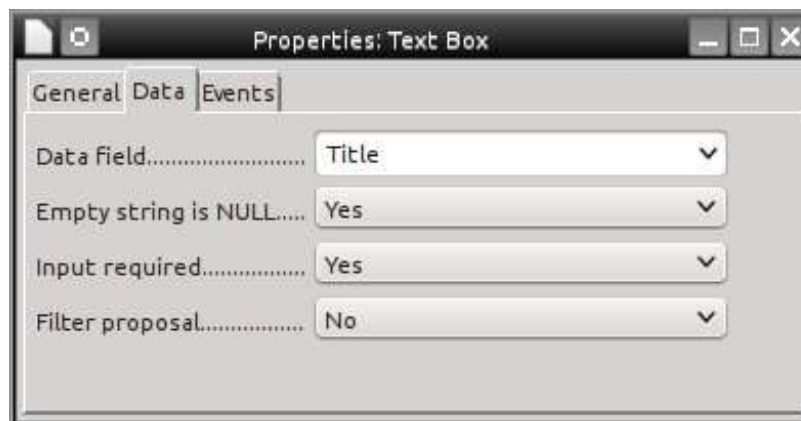 Properties: Text Box
General Data Events
Data field.......................... Title
Empty string is NULL..... Yes
Input required................. Yes
Filter proposal................. No